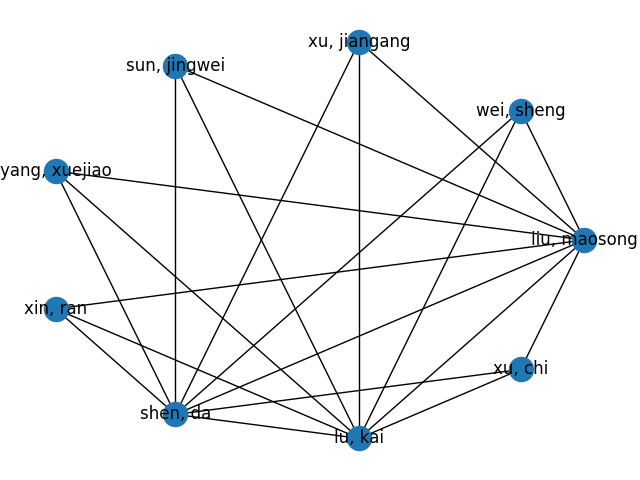 xu, jiangang
sun, jingwei
wei, sheng
yang, xuejiao
liu, maosong
xin, ran
xu, chi
shen, da
lu, kai